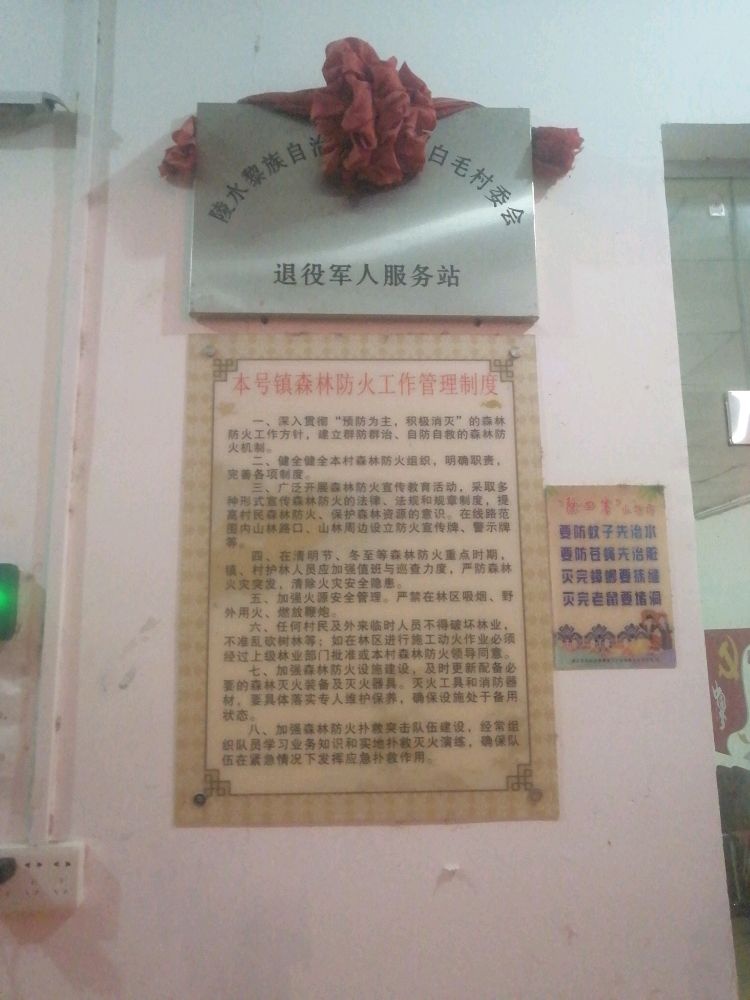 陵水黎族自治
白毛村委会
退役军人服务站
本号镇森林防火工作管理制度
一、深入贯彻“预防为主，积极消灭”的森林
防火工作方针，建立群防群治、自防自救的森林防
火机制。
二、健全健全本村森林防火组织，明确职责，
完善各项制度。
三、广泛开展森林防火宣传教育活动，采取多
种形式宣传森林防火的法律、法规和规章制度，提
高村民森林防火、保护森林资源的意识。在线路范
围内山林路口、山林周边设立防火宣传牌、警示牌
等。
四、在清明节、冬至等森林防火重点时期，
镇、村护林人员应加强值班与巡查力度，严防森林
火灾突发，清除火灾安全隐患。
五、加强火源安全管理。严禁在林区吸烟、野
外用火、燃放鞭炮。
六、任何村民及外来临时人员不得破坏林业，
不准乱砍树林等；如在林区进行施工动火作业必须
经过上级林业部门批准或本村森林防火领导同意。
七、加强森林防火设施建设，及时更新配备必
要的森林灭火装备及灭火器具。灭火工具和消防器
材，要具体落实专人维护保养，确保设施处于备用
状态。
八、加强森林防火扑救突击队伍建设，经常组
织队员学习业务知识和实地扑救灭火演练，确保队
伍在紧急情况下发挥应急扑救作用。
除四害
要防蚊子先治水
要防苍蝇先治脏
灭完蟑螂要抹缝
灭完老鼠要堵洞